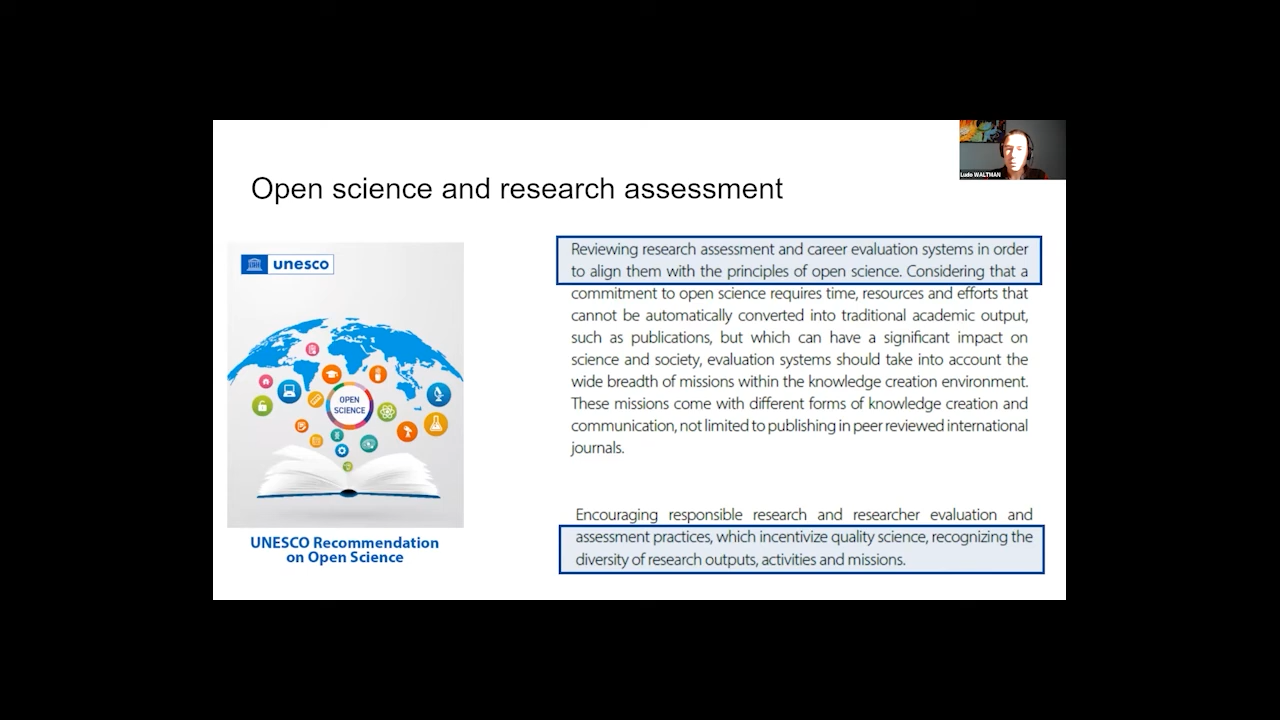 Ludo WALTMAN
Open science and research assessment
unesco
OPEN
SCIENCE
UNESCO Recommendation
on Open Science
Reviewing research assessment and career evaluation systems in order
to align them with the principles of open science. Considering that a
commitment to open science requires time, resources and efforts that
cannot be automatically converted into traditional academic output,
such as publications, but which can have a significant impact on
science and society, evaluation systems should take into account the
wide breadth of missions within the knowledge creation environment.
These missions come with different forms of knowledge creation and
communication, not limited to publishing in peer reviewed international
journals.
Encouraging responsible research and researcher evaluation and
assessment practices, which incentivize quality science, recognizing the
diversity of research outputs, activities and missions.